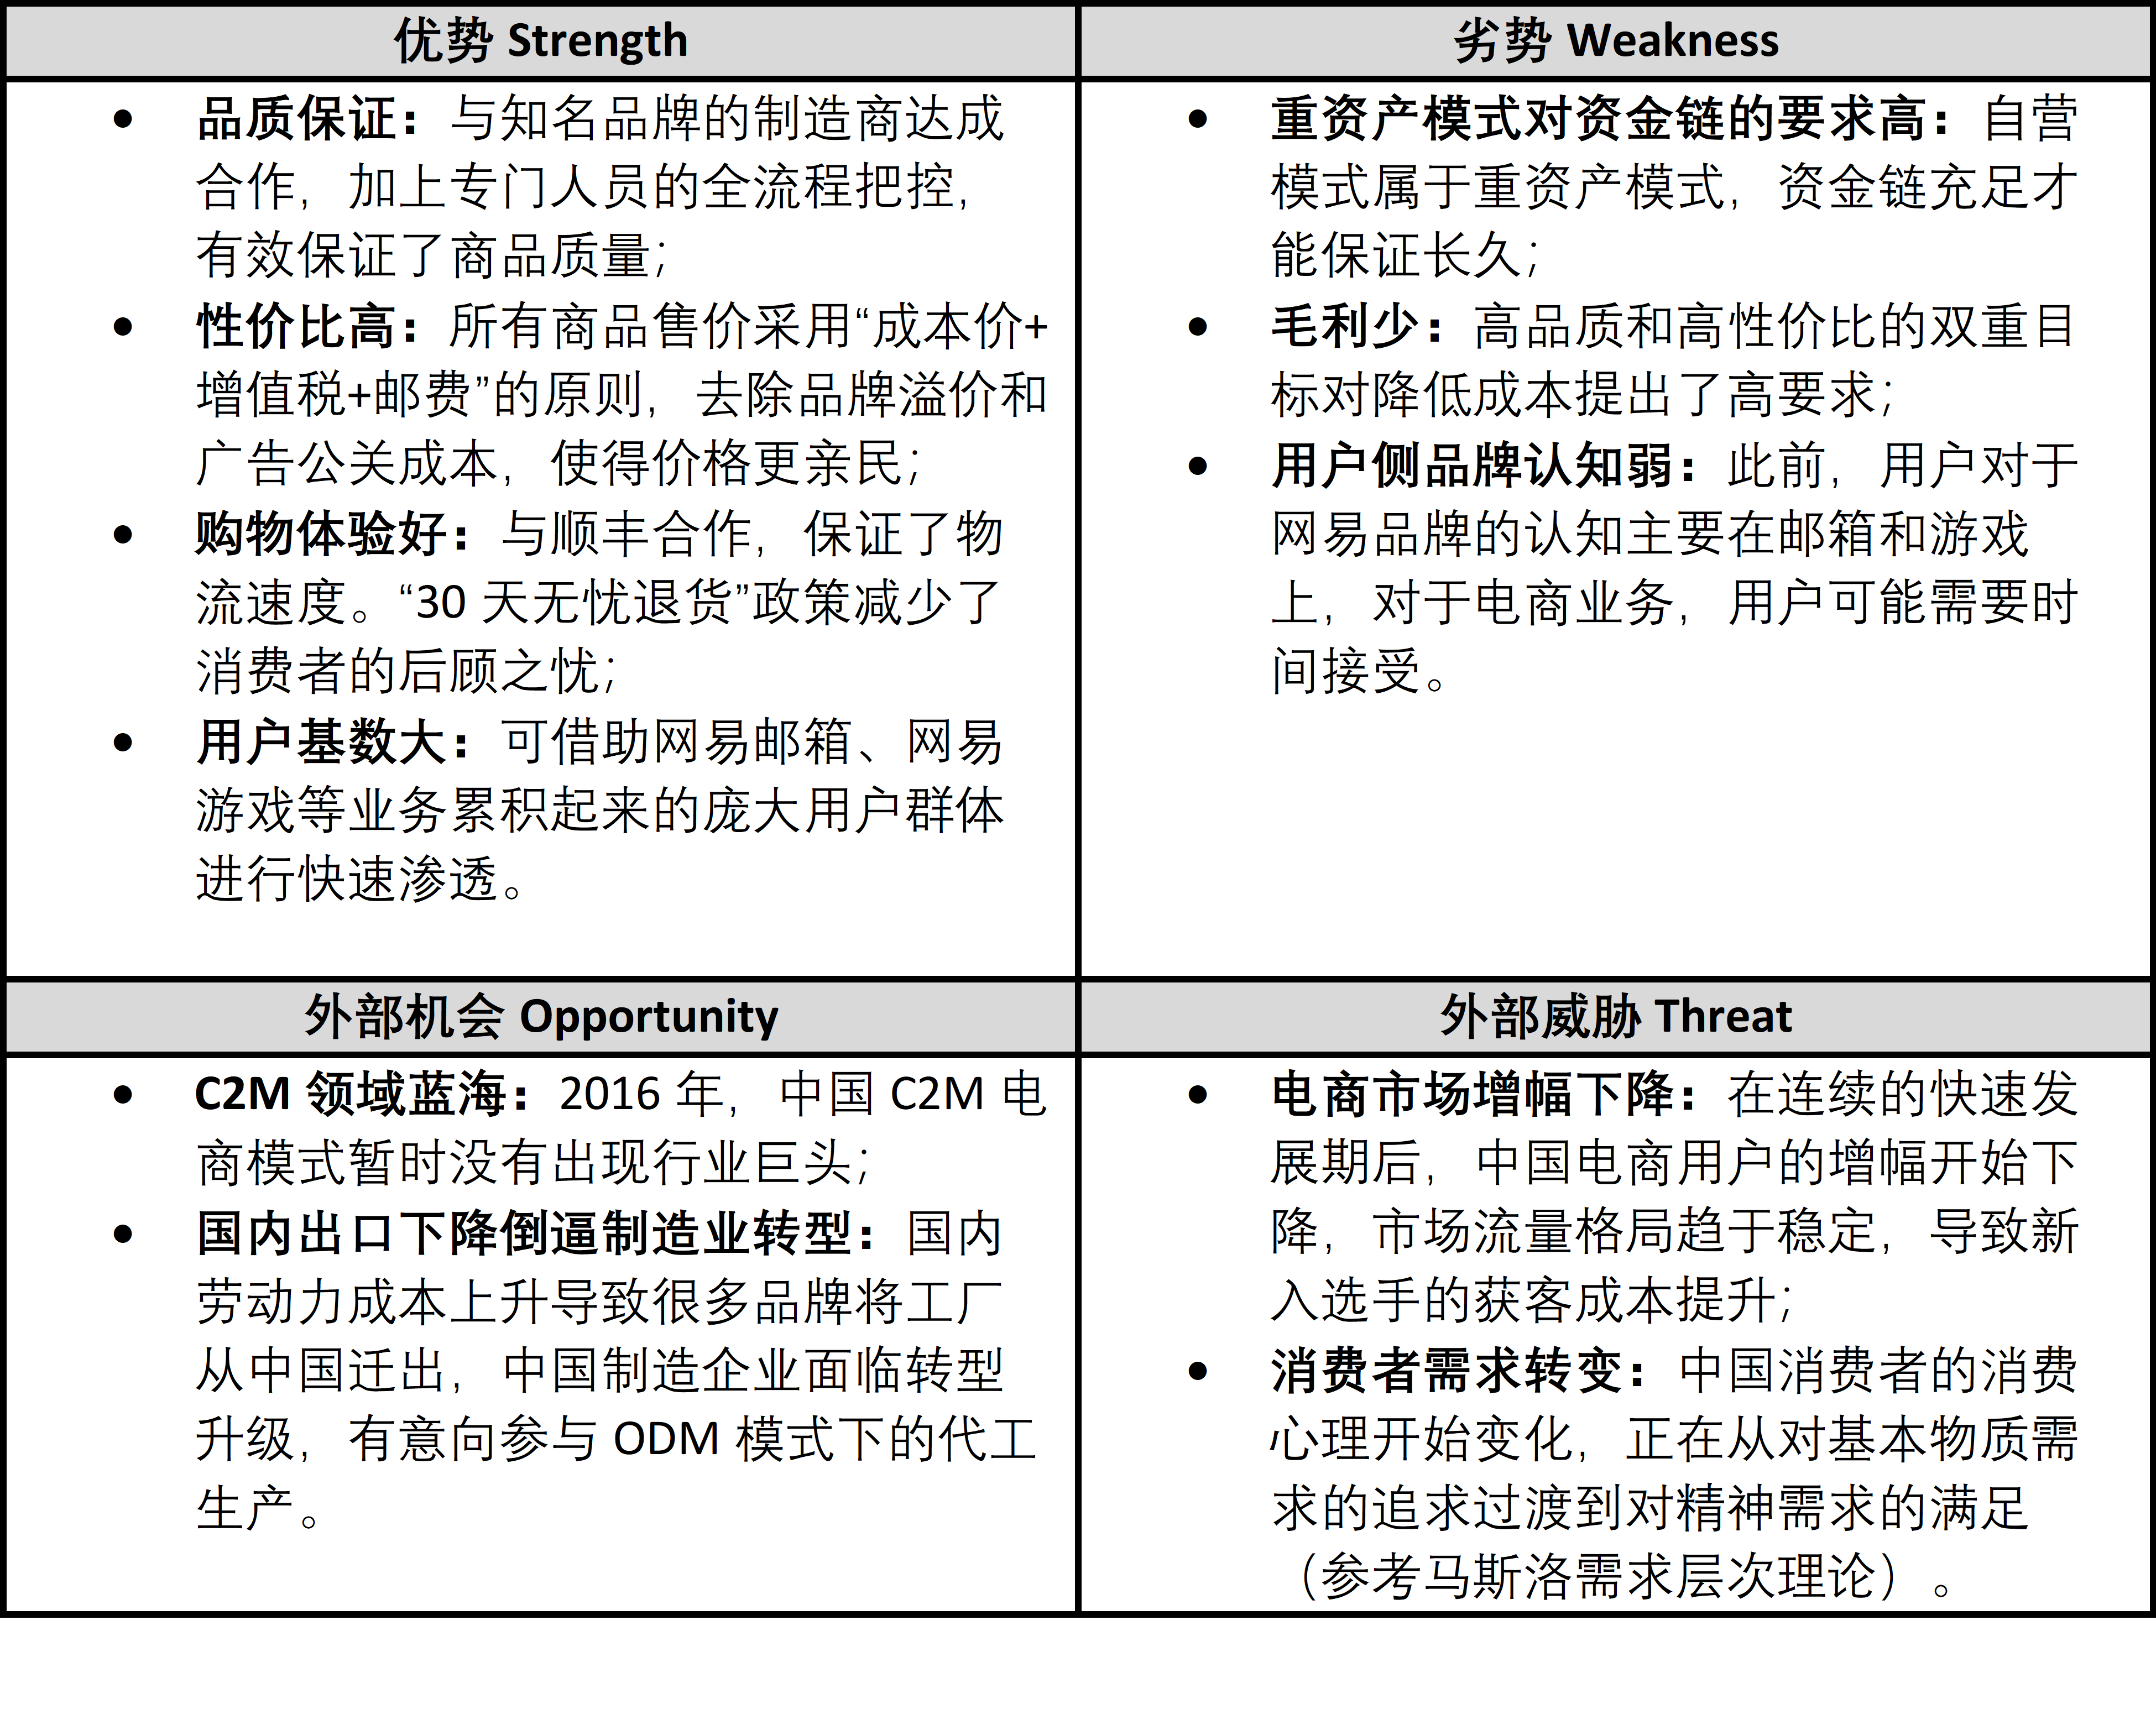 优势 Strength
● 品质保证：与知名品牌的制造商达成
合作，加上专门人员的全流程把控，
有效保证了商品质量；
● 性价比高：所有商品售价采用“成本价+
增值税+邮费”的原则，去除品牌溢价和
广告公关成本，使得价格更亲民；
● 购物体验好：与顺丰合作，保证了物
流速度。“30 天无忧退货”政策减少了
消费者的后顾之忧；
● 用户基数大：可借助网易邮箱、网易
游戏等业务累积起来的庞大用户群体
进行快速渗透。
劣势 Weakness
● 重资产模式对资金链的要求高：自营
模式属于重资产模式，资金链充足才
能保证长久；
● 毛利少：高品质和高性价比的双重目
标对降低成本提出了高要求；
● 用户侧品牌认知弱：此前，用户对于
网易品牌的认知主要在邮箱和游戏
上，对于电商业务，用户可能需要时
间接受。
外部机会 Opportunity
● C2M 领域蓝海：2016 年，中国 C2M 电
商模式暂时没有出现行业巨头；
● 国内出口下降倒逼制造业转型：国内
劳动力成本上升导致很多品牌将工厂
从中国迁出，中国制造企业面临转型
升级，有意向参与 ODM 模式下的代工
生产。
外部威胁 Threat
● 电商市场增幅下降：在连续的快速发
展期后，中国电商用户的增幅开始下
降，市场流量格局趋于稳定，导致新
入选手的获客成本提升；
● 消费者需求转变：中国消费者的消费
心理开始变化，正在从对基本物质需
求的追求过渡到对精神需求的满足
（参考马斯洛需求层次理论）。